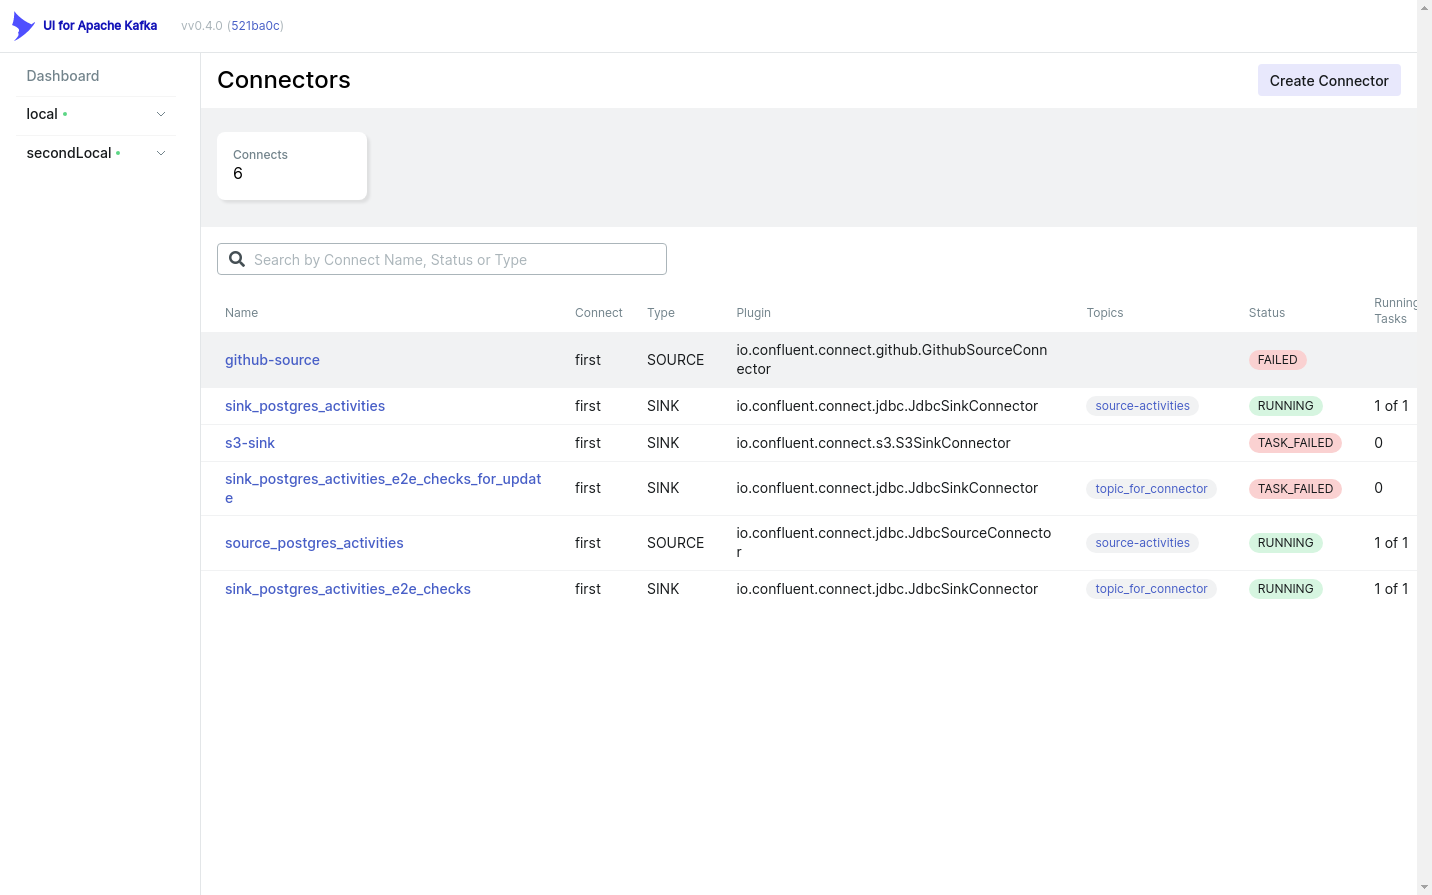 UI for Apache Kafka vv0.4.0 (521ba0c)
Dashboard
local
secondLocal
Connectors
Create Connector
Connects
6
Search by Connect Name, Status or Type
Name Connect Type Plugin Topics Status Running
Tasks
github-source first SOURCE io.confluent.connect.github.GithubSourceConn
ector FAILED
sink_postgres_activities first SINK io.confluent.connect.jdbc.JdbcSinkConnector source-activities RUNNING 1 of 1
s3-sink first SINK io.confluent.connect.s3.S3SinkConnector TASK_FAILED 0
sink_postgres_activities_e2e_checks_for_updat
e first SINK io.confluent.connect.jdbc.JdbcSinkConnector topic_for_connector TASK_FAILED 0
source_postgres_activities first SOURCE io.confluent.connect.jdbc.JdbcSourceConnecto
r source-activities RUNNING 1 of 1
sink_postgres_activities_e2e_checks first SINK io.confluent.connect.jdbc.JdbcSinkConnector topic_for_connector RUNNING 1 of 1